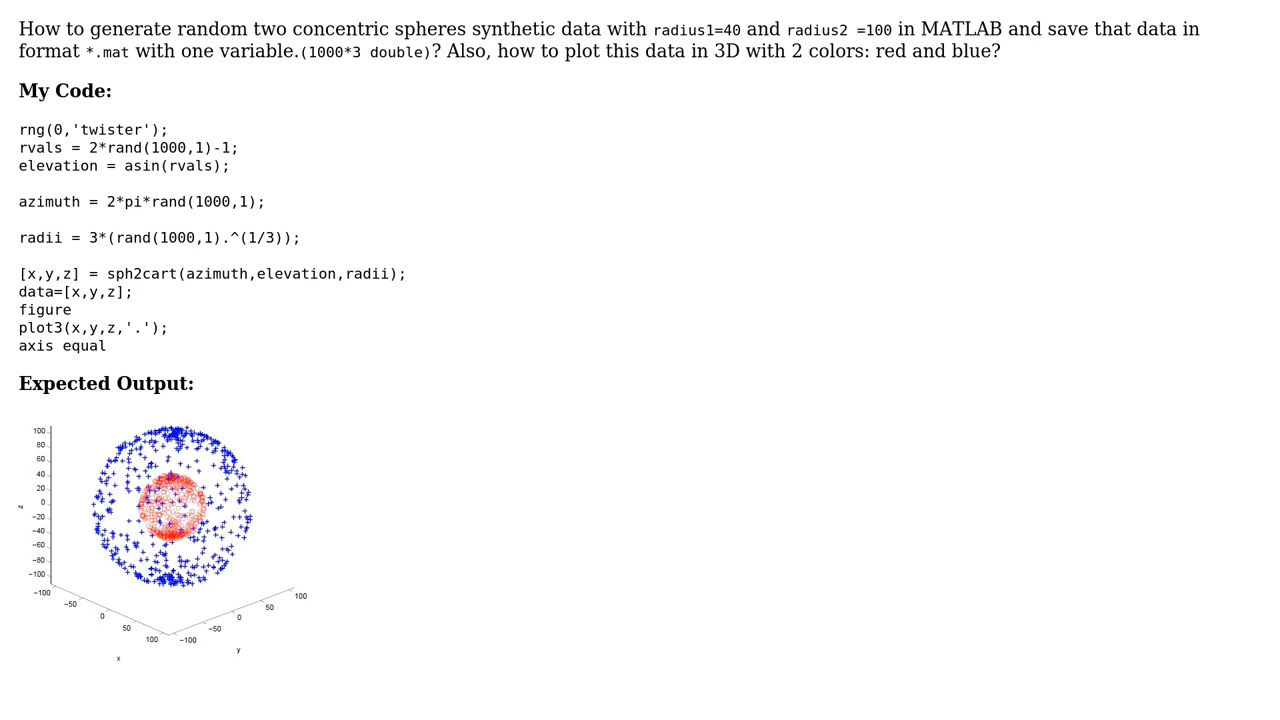 How to generate random two concentric spheres synthetic data with radius1=40 and radius2 =100 in MATLAB and save that data in
format *.mat with one variable.(1000*3 double)? Also, how to plot this data in 3D with 2 colors: red and blue?
My Code:
rng(0,'twister');
rvals = 2*rand(1000,1)-1;
elevation = asin(rvals);
azimuth = 2*pi*rand(1000,1);
radii = 3*(rand(1000,1).^(1/3));
[x,y,z] = sph2cart(azimuth,elevation,radii);
data=[x,y,z];
figure
plot3(x,y,z,'.');
axis equal
Expected Output:
100
80
60
40
20
0
−20
−40
−60
−80
−100
z
−100
−50
0
50
100
x
−100
−50
0
50
100
y